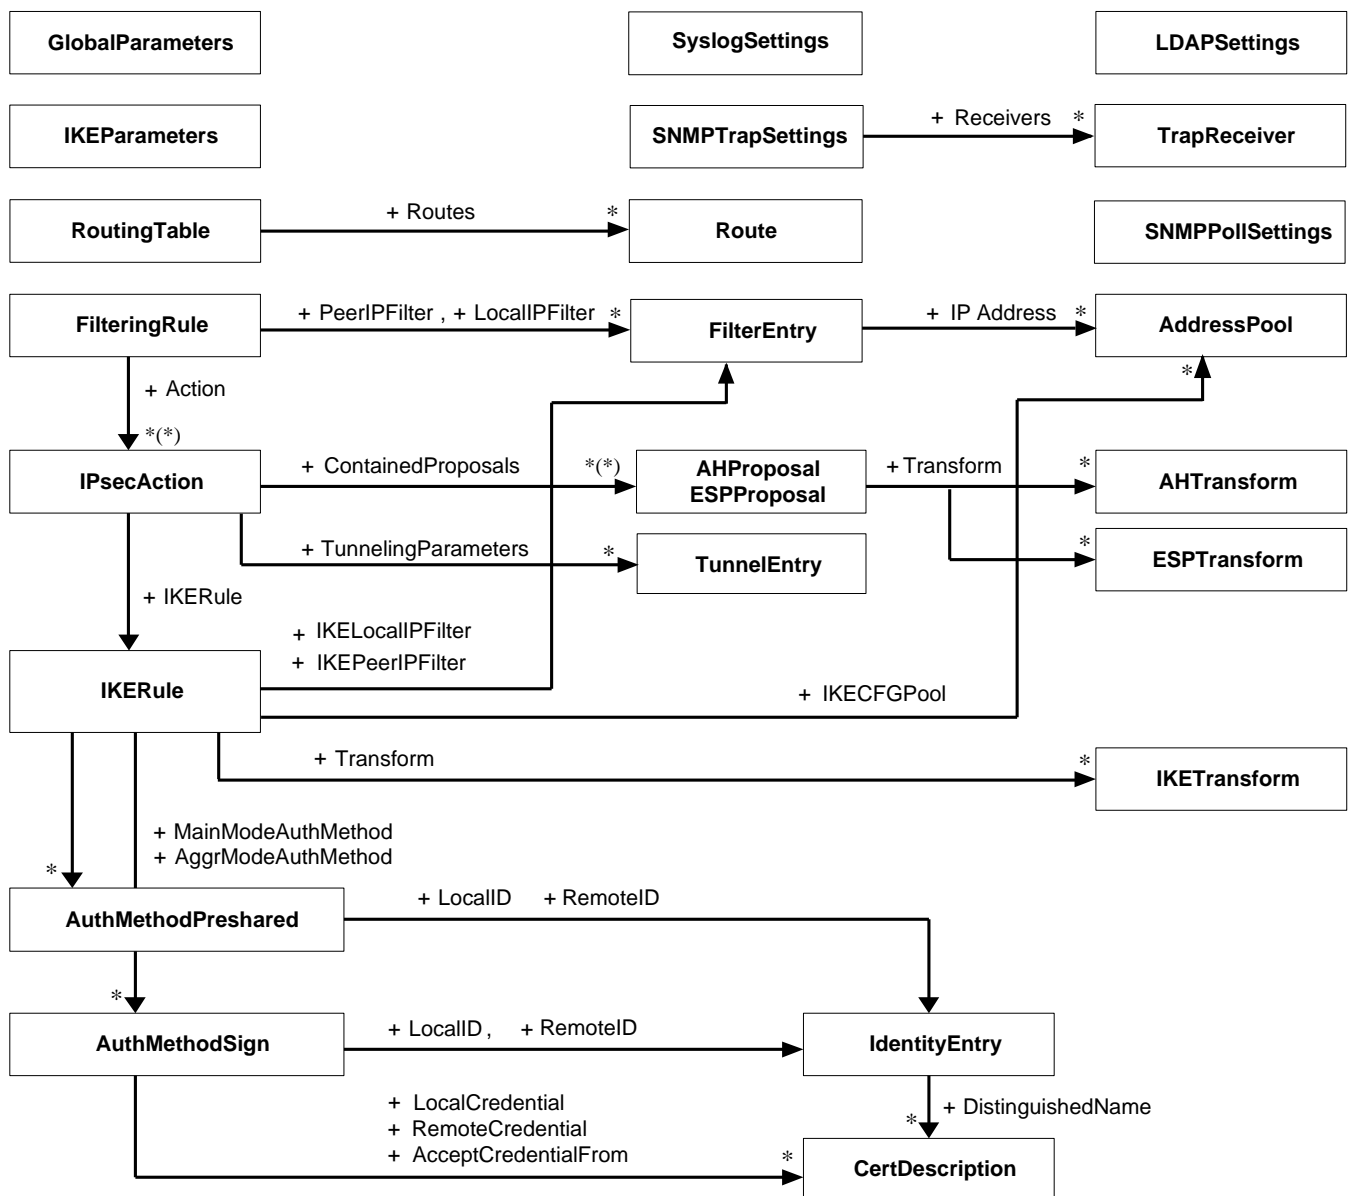 GlobalParameters
SyslogSettings
LDAPSettings
IKEParameters
SNMPTrapSettings
+ Receivers
*
TrapReceiver
RoutingTable
+ Routes
*
Route
SNMPPollSettings
FilteringRule
+ PeerIPFilter , + LocalIPFilter
*
FilterEntry
+ IP Address
*
AddressPool
*
+ Action
*(*)
IPsecAction
+ ContainedProposals
*(*)
AHProposal
ESPProposal
+ Transform
*
AHTransform
+ TunnelingParameters
*
TunnelEntry
*
ESPTransform
+ IKERule
+ IKELocalIPFilter
+ IKEPeerIPFilter
IKERule
+ IKECFGPool
+ Transform
*
IKETransform
+ MainModeAuthMethod
+ AggrModeAuthMethod
*
AuthMethodPreshared
+ LocalID + RemoteID
*
AuthMethodSign
+ LocalID , + RemoteID
IdentityEntry
+ LocalCredential
+ RemoteCredential
+ AcceptCredentialFrom
*
+ DistinguishedName
*
CertDescription